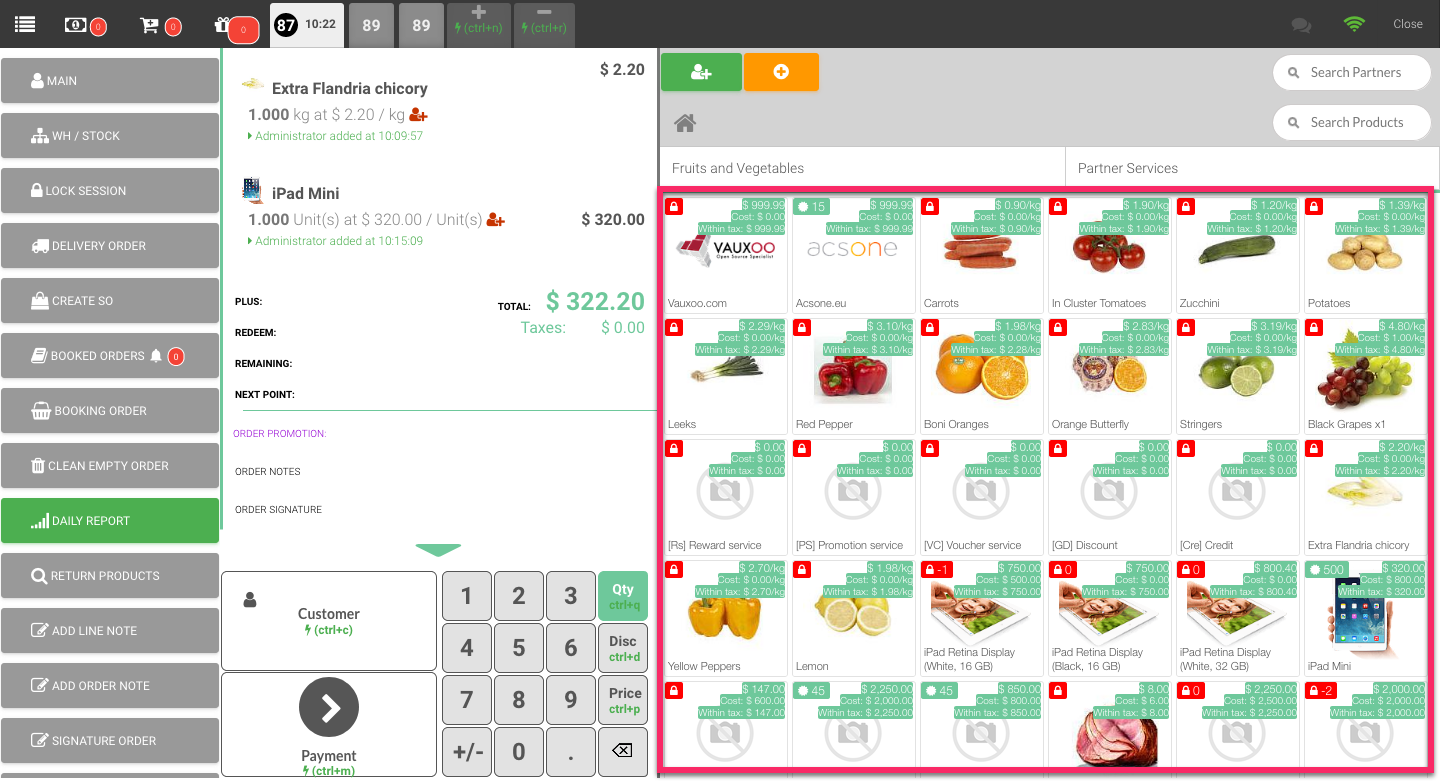 0
0
0
87 10:22
89
89
+
(ctrl+n)
−
(ctrl+r)
Close
MAIN
WH / STOCK
LOCK SESSION
DELIVERY ORDER
CREATE SO
BOOKED ORDERS 0
BOOKING ORDER
CLEAN EMPTY ORDER
DAILY REPORT
RETURN PRODUCTS
ADD LINE NOTE
ADD ORDER NOTE
SIGNATURE ORDER
$ 2.20
Extra Flandria chicory
1.000 kg at $ 2.20 / kg
Administrator added at 10:09:57
iPad Mini
1.000 Unit(s) at $ 320.00 / Unit(s) $ 320.00
Administrator added at 10:15:09
PLUS:
TOTAL: $ 322.20
Taxes: $ 0.00
REDEEM:
REMAINING:
NEXT POINT:
ORDER PROMOTION:
ORDER NOTES
ORDER SIGNATURE
Customer
(ctrl+c)
Payment
(ctrl+m)
1 2 3 Qty
ctrl+q
4 5 6 Disc
ctrl+d
7 8 9 Price
ctrl+p
+/- 0 .
Search Partners
Search Products
Fruits and Vegetables
Partner Services
$ 999.99
Cost: $ 0.00
Within tax: $ 999.99
VAUXOO
Open Source Specialist
Vauxoo.com
15 $ 999.99
Cost: $ 0.00
Within tax: $ 999.99
acsone
Acsone.eu
$ 0.90/kg
Cost: $ 0.00/kg
Within tax: $ 0.90/kg
Carrots
$ 1.90/kg
Cost: $ 0.00/kg
Within tax: $ 1.90/kg
In Cluster Tomatoes
$ 1.20/kg
Cost: $ 0.00/kg
Within tax: $ 1.20/kg
Zucchini
$ 1.39/kg
Cost: $ 0.00/kg
Within tax: $ 1.39/kg
Potatoes
$ 2.29/kg
Cost: $ 0.00/kg
Within tax: $ 2.29/kg
Leeks
$ 3.10/kg
Cost: $ 0.00/kg
Within tax: $ 3.10/kg
Red Pepper
$ 1.98/kg
Cost: $ 0.00/kg
Within tax: $ 2.28/kg
Boni Oranges
$ 2.83/kg
Cost: $ 0.00/kg
Within tax: $ 2.83/kg
Orange Butterfly
$ 3.19/kg
Cost: $ 0.00/kg
Within tax: $ 3.19/kg
Stringers
$ 4.80/kg
Cost: $ 1.00/kg
Within tax: $ 4.80/kg
Black Grapes x1
$ 0.00
Cost: $ 0.00
Within tax: $ 0.00
[Rs] Reward service
$ 0.00
Cost: $ 0.00
Within tax: $ 0.00
[PS] Promotion service
$ 0.00
Cost: $ 0.00
Within tax: $ 0.00
[VC] Voucher service
$ 0.00
Cost: $ 0.00
Within tax: $ 0.00
[GD] Discount
$ 0.00
Cost: $ 0.00
Within tax: $ 0.00
[Cre] Credit
$ 2.20/kg
Cost: $ 0.00/kg
Within tax: $ 2.20/kg
Extra Flandria chicory
$ 2.70/kg
Cost: $ 0.00/kg
Within tax: $ 2.70/kg
Yellow Peppers
$ 1.98/kg
Cost: $ 0.00/kg
Within tax: $ 1.98/kg
Lemon
-1 $ 750.00
Cost: $ 500.00
Within tax: $ 750.00
iPad Retina Display
(White, 16 GB)
0 $ 750.00
Cost: $ 0.00
Within tax: $ 750.00
iPad Retina Display
(Black, 16 GB)
0 $ 800.40
Cost: $ 0.00
Within tax: $ 800.40
iPad Retina Display
(White, 32 GB)
500 $ 320.00
Cost: $ 800.00
Within tax: $ 320.00
iPad Mini
$ 147.00
Cost: $ 600.00
Within tax: $ 147.00
45 $ 2,250.00
Cost: $ 2,000.00
Within tax: $ 2,250.00
45 $ 850.00
Cost: $ 800.00
Within tax: $ 850.00
$ 8.00
Cost: $ 6.00
Within tax: $ 8.00
0 $ 2,250.00
Cost: $ 2,500.00
Within tax: $ 2,250.00
-2 $ 2,000.00
Cost: $ 2,000.00
Within tax: $ 2,000.00